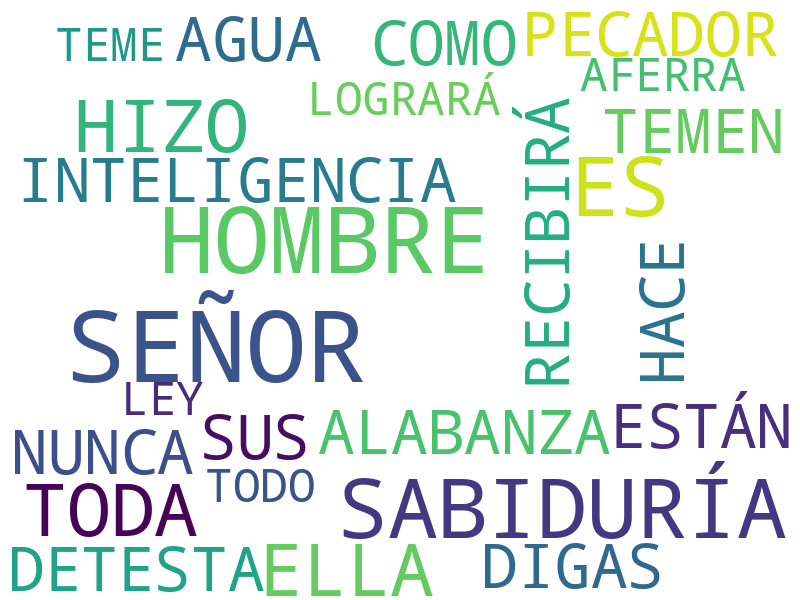 TEME AGUA COMO PECADOR
AFERRA
LOGRARÁ
HIZO TEMEN
INTELIGENCIA ES
RECIBIRÁ
HOMBRE
HACE
SEÑOR
LEY
ALABANZA ESTÁN
NUNCA SUS
TODO
TODA SABIDURÍA
DETESTA ELLA DIGAS